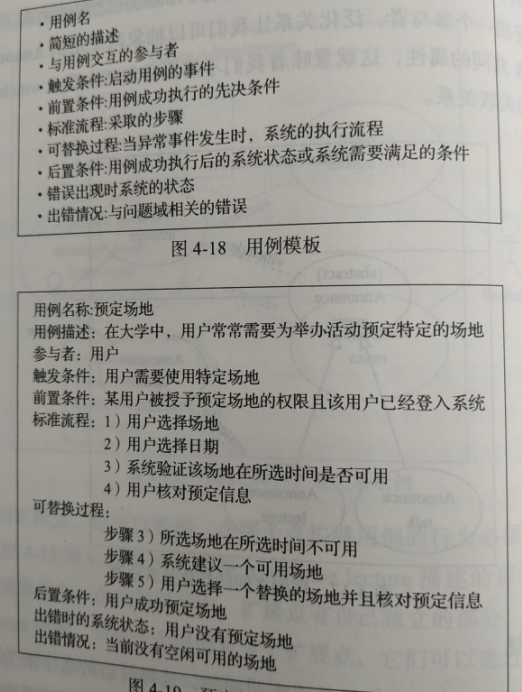 · 用例名
· 简短的描述
· 与用例交互的参与者
· 触发条件:启动用例的事件
· 前置条件:用例成功执行的先决条件
· 标准流程:采取的步骤
· 可替换过程:当异常事件发生时，系统的执行流程
· 后置条件:用例成功执行后的系统状态或系统需要满足的条件
· 错误出现时系统的状态
· 出错情况:与问题域相关的错误
图 4-18 用例模板
用例名称:预定场地
用例描述：在大学中，用户常常需要为举办活动预定特定的场地
参与者：用户
触发条件：用户需要使用特定场地
前置条件：某用户被授予预定场地的权限且该用户已经登入系统
标准流程：1）用户选择场地
2）用户选择日期
3）系统验证该场地在所选时间是否可用
4）用户核对预定信息
可替换过程：
步骤 3）所选场地在所选时间不可用
步骤 4）系统建议一个可用场地
步骤 5）用户选择一个替换的场地并且核对预定信息
后置条件：用户成功预定场地
出错时的系统状态：用户没有预定场地
出错情况：当前没有空闲可用的场地
图 4-19